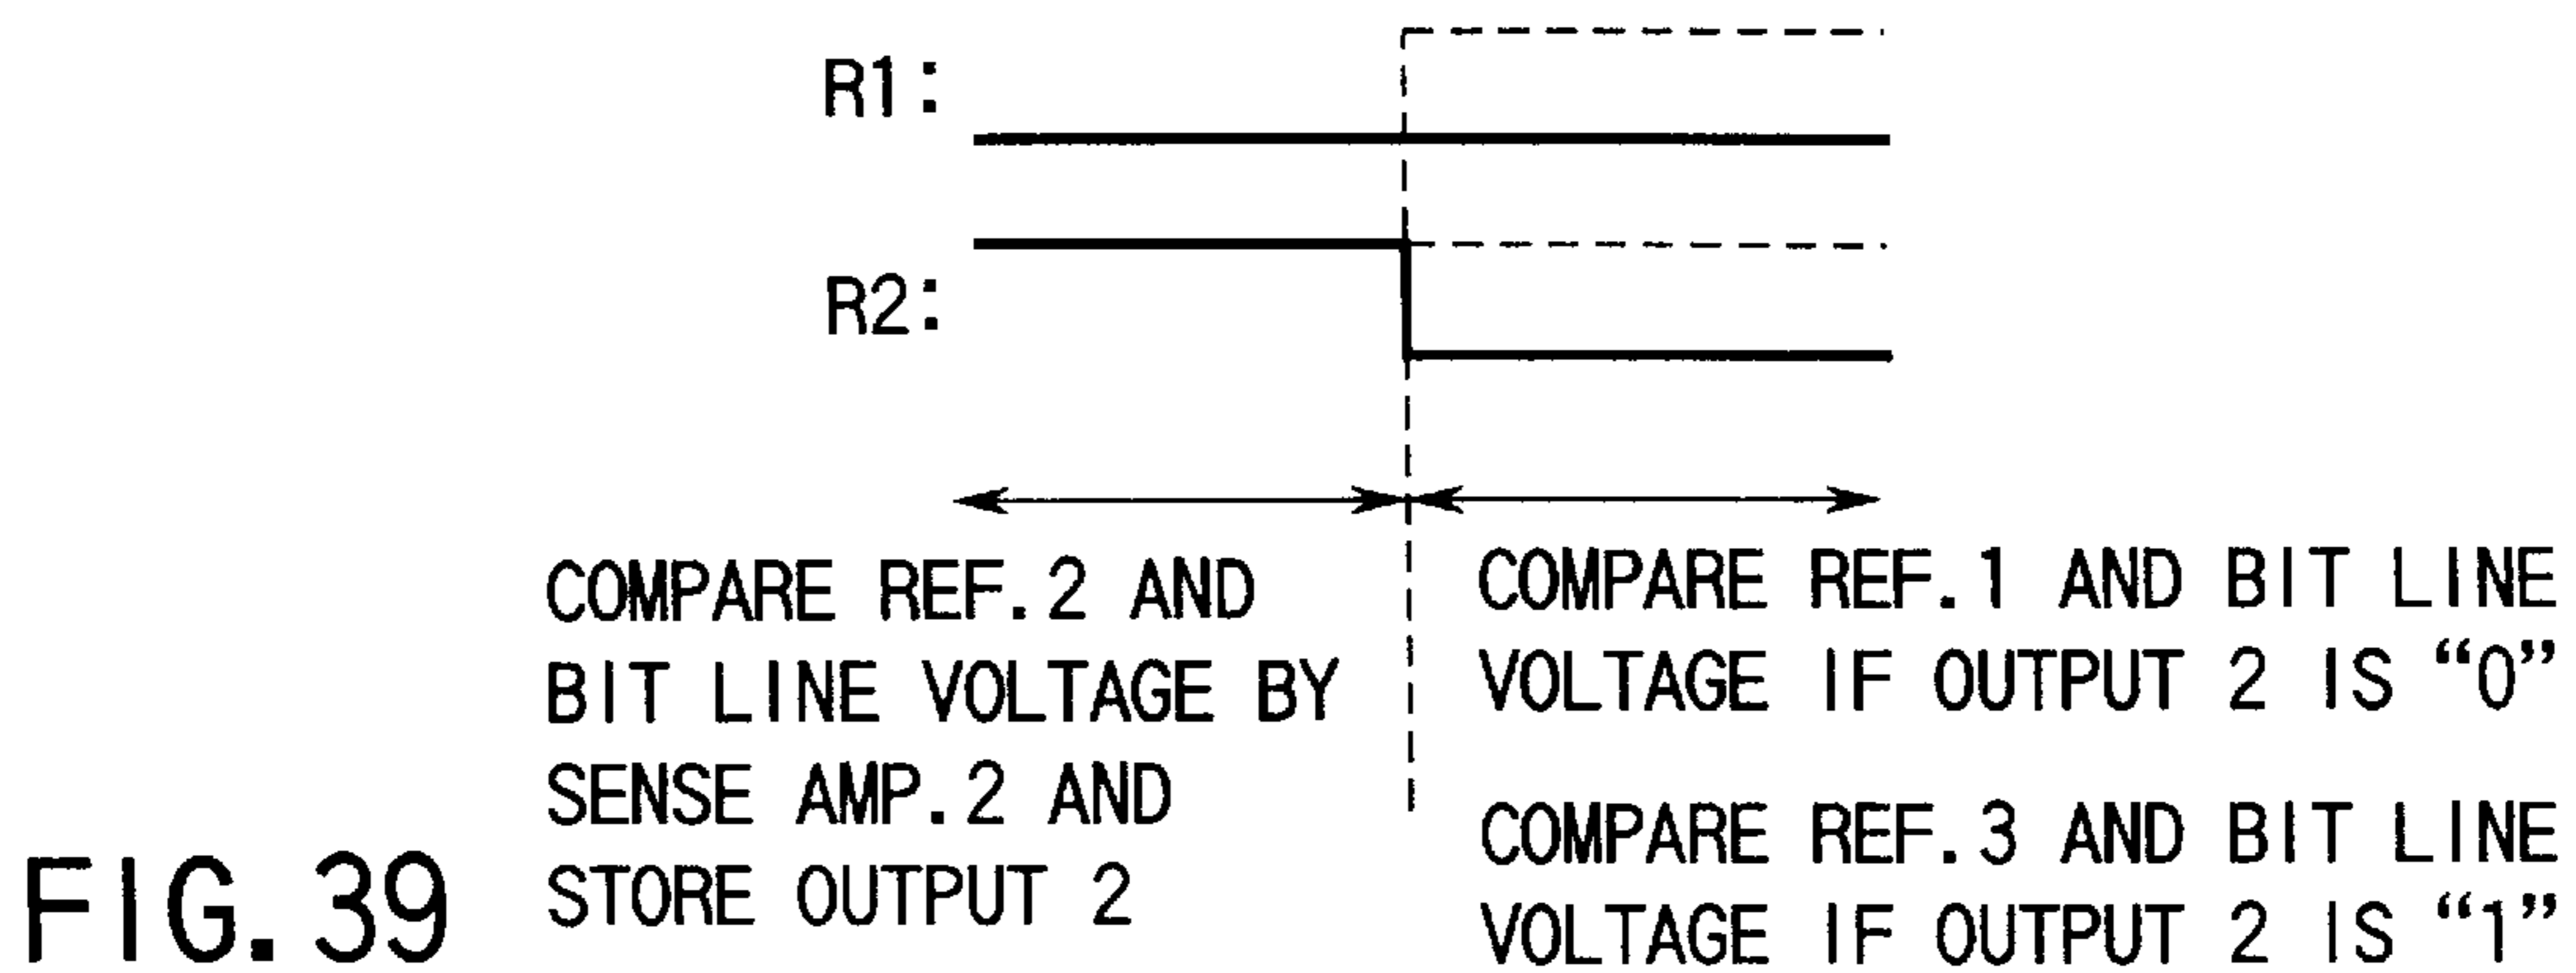 R1:
R2:
COMPARE REF.2 AND
BIT LINE VOLTAGE BY
SENSE AMP.2 AND
STORE OUTPUT 2
COMPARE REF.1 AND BIT LINE
VOLTAGE IF OUTPUT 2 IS “0”
COMPARE REF.3 AND BIT LINE
VOLTAGE IF OUTPUT 2 IS “1”
FIG.39